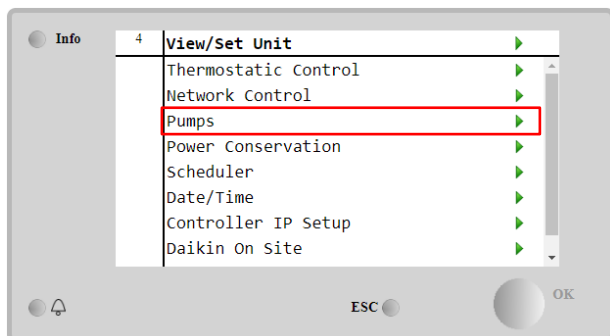 Info
4 View/Set Unit
Thermostatic Control
Network Control
Pumps
Power Conservation
Scheduler
Date/Time
Controller IP Setup
Daikin On Site
ESC
OK